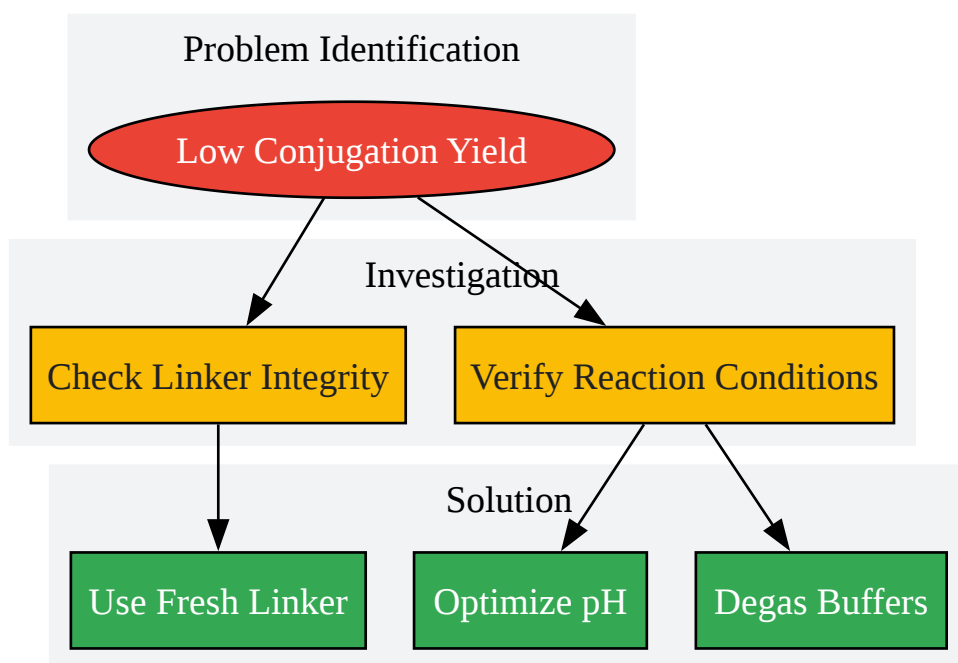 Problem Identification
Low Conjugation Yield
Investigation
Check Linker Integrity
Verify Reaction Conditions
Solution
Use Fresh Linker
Optimize pH
Degas Buffers